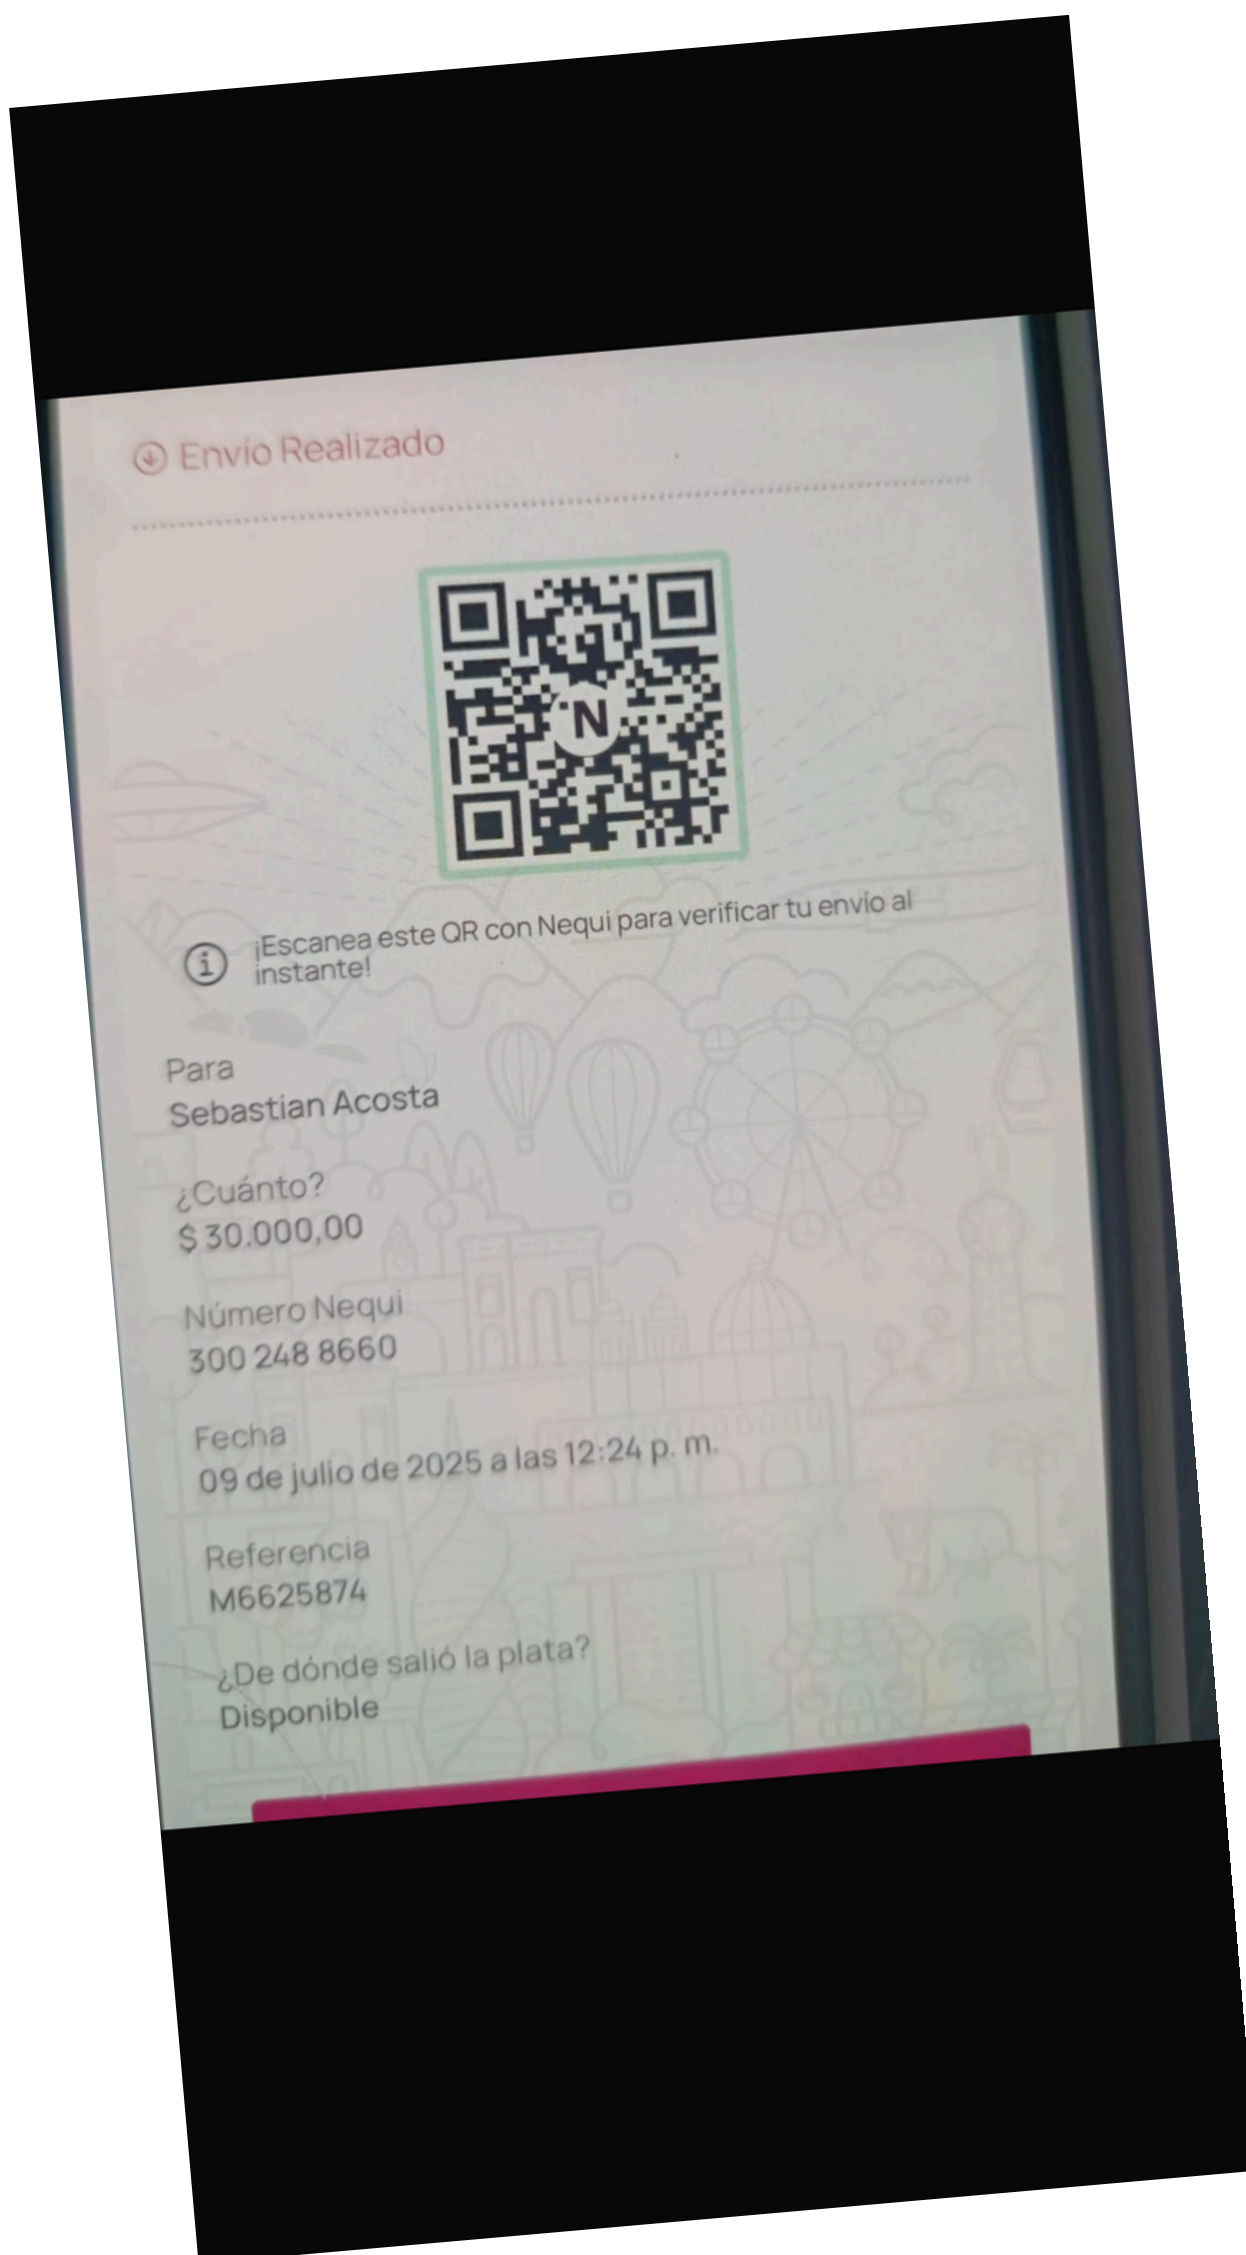 Envío Realizado
N
¡Escanea este QR con Nequi para verificar tu envío al
instante!
Para
Sebastian Acosta
¿Cuánto?
$ 30.000,00
Número Nequi
300 248 8660
Fecha
09 de julio de 2025 a las 12:24 p. m.
Referencia
M6625874
¿De dónde salió la plata?
Disponible